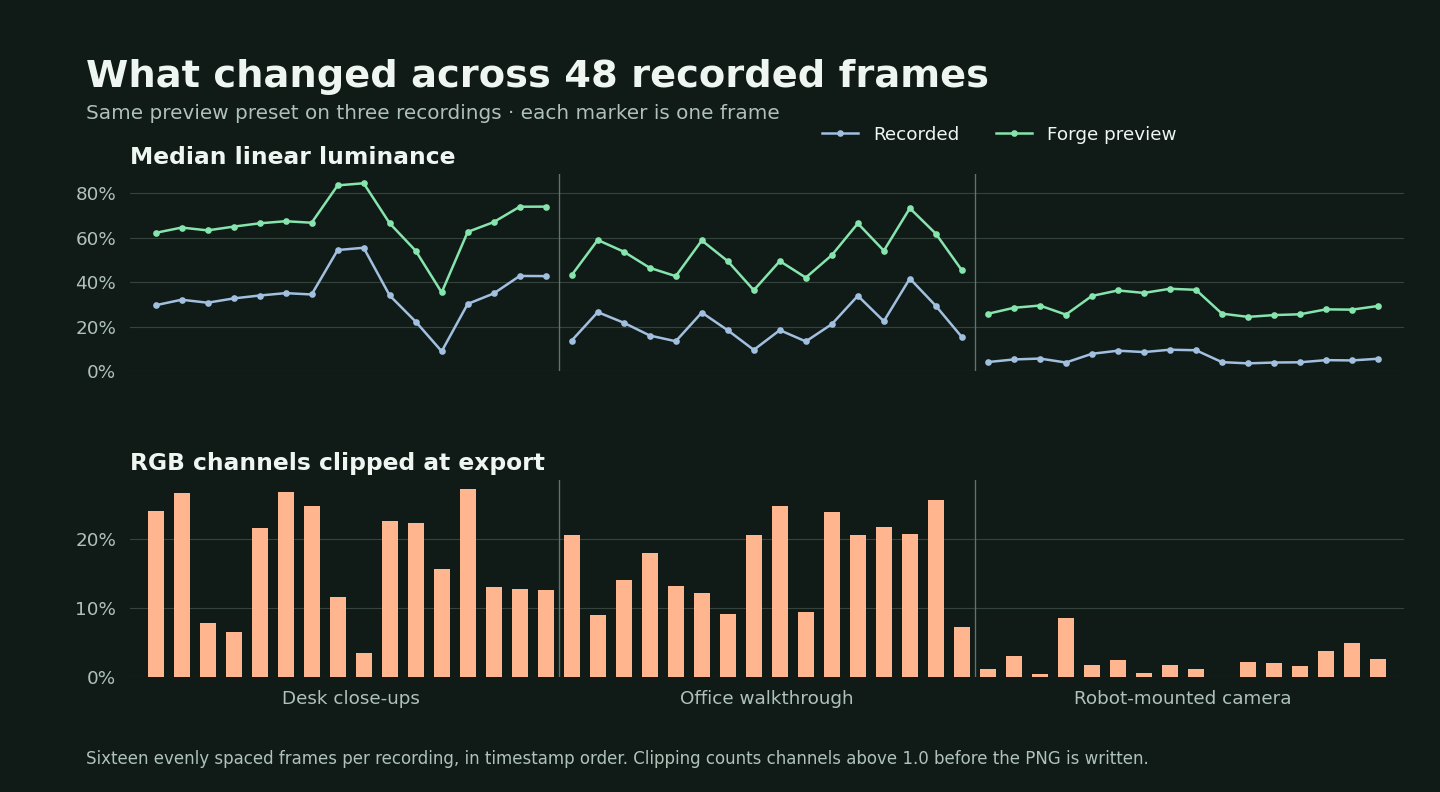 What changed across 48 recorded frames
Same preview preset on three recordings · each marker is one frame
Recorded
Forge preview
Median linear luminance
80%
60%
40%
20%
0%
RGB channels clipped at export
20%
10%
0%
Desk close-ups
Office walkthrough
Robot-mounted camera
Sixteen evenly spaced frames per recording, in timestamp order. Clipping counts channels above 1.0 before the PNG is written.